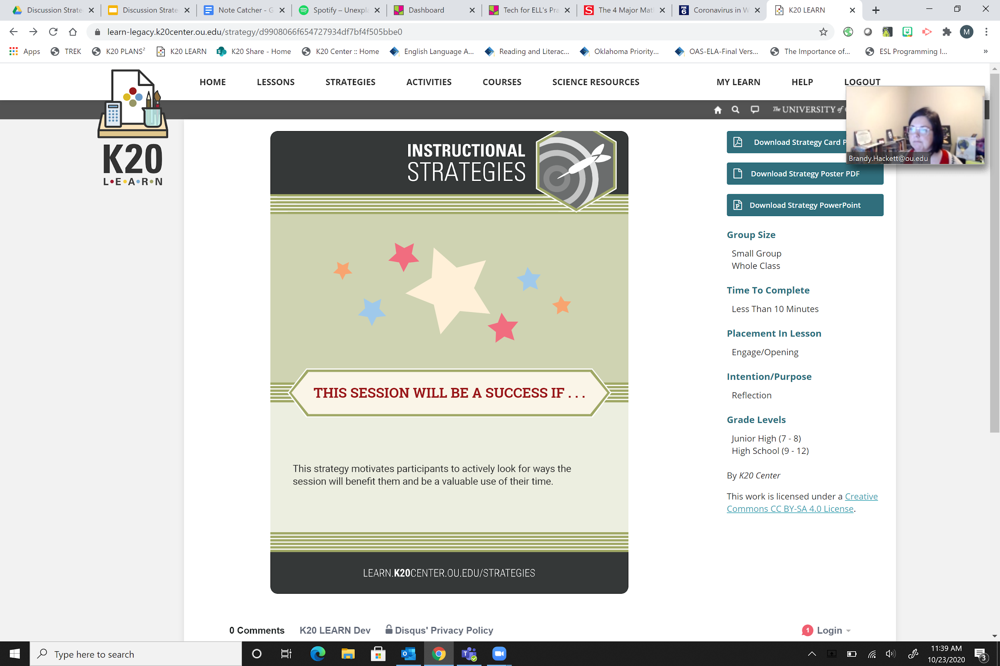 Discussion Strate
Discussion Strate
Note Catcher - G
Spotify – Unexpla
Dashboard
Tech for ELL's Pra
The 4 Major Mat
Coronavirus in W
K20 LEARN
learn-legacy.k20center.ou.edu/strategy/d9908066f654727934df7bf4f505bbe0
M
Apps
TREK
K20 PLANS²
K20 LEARN
K20 Share - Home
K20 Center :: Home
English Language A...
Reading and Literac...
Oklahoma Priority...
OAS-ELA-Final Vers...
The Importance of...
ESL Programming I...
»
HOME
LESSONS
STRATEGIES
ACTIVITIES
COURSES
SCIENCE RESOURCES
MY LEARN
HELP
LOGOUT
The UNIVERSITY of
K20
L•E•A•R•N
INSTRUCTIONAL
STRATEGIES
THIS SESSION WILL BE A SUCCESS IF . . .
This strategy motivates participants to actively look for ways the
session will benefit them and be a valuable use of their time.
LEARN.K20CENTER.OU.EDU/STRATEGIES
Download Strategy Card P
Brandy.Hackett@ou.edu
Download Strategy Poster PDF
Download Strategy PowerPoint
Group Size
Small Group
Whole Class
Time To Complete
Less Than 10 Minutes
Placement In Lesson
Engage/Opening
Intention/Purpose
Reflection
Grade Levels
Junior High (7 - 8)
High School (9 - 12)
By K20 Center
This work is licensed under a Creative
Commons CC BY-SA 4.0 License.
0 Comments
K20 LEARN Dev
Disqus' Privacy Policy
1
Login
Type here to search
11:39 AM
10/23/2020
3